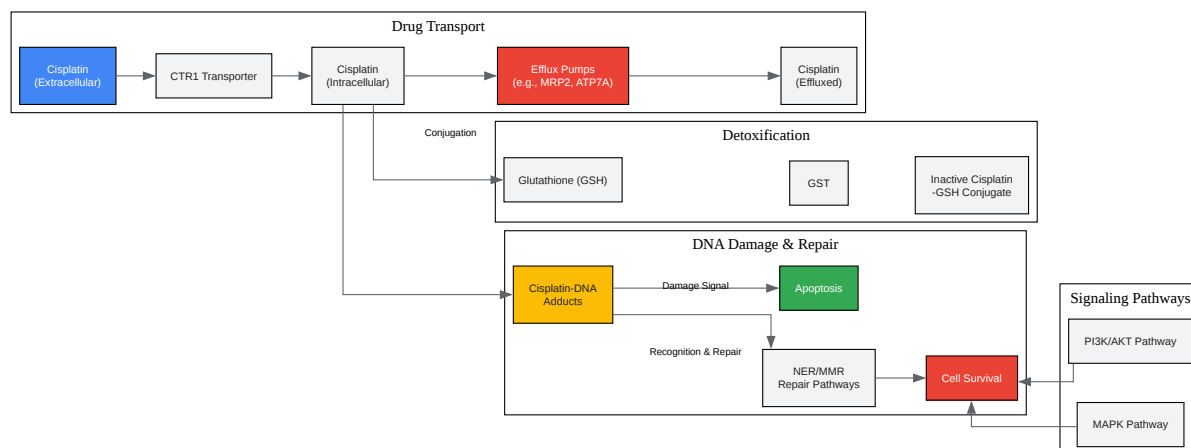 Drug Transport
Cisplatin
(Extracellular)
CTR1 Transporter
Cisplatin
(Intracellular)
Efflux Pumps
(e.g., MRP2, ATP7A)
Cisplatin
(Effluxed)
Conjugation
Detoxification
Glutathione (GSH)
GST
Inactive Cisplatin
-GSH Conjugate
DNA Damage & Repair
Cisplatin-DNA
Adducts
Damage Signal
Apoptosis
Recognition & Repair
NER/MMR
Repair Pathways
Cell Survival
Signaling Pathways
PI3K/AKT Pathway
MAPK Pathway